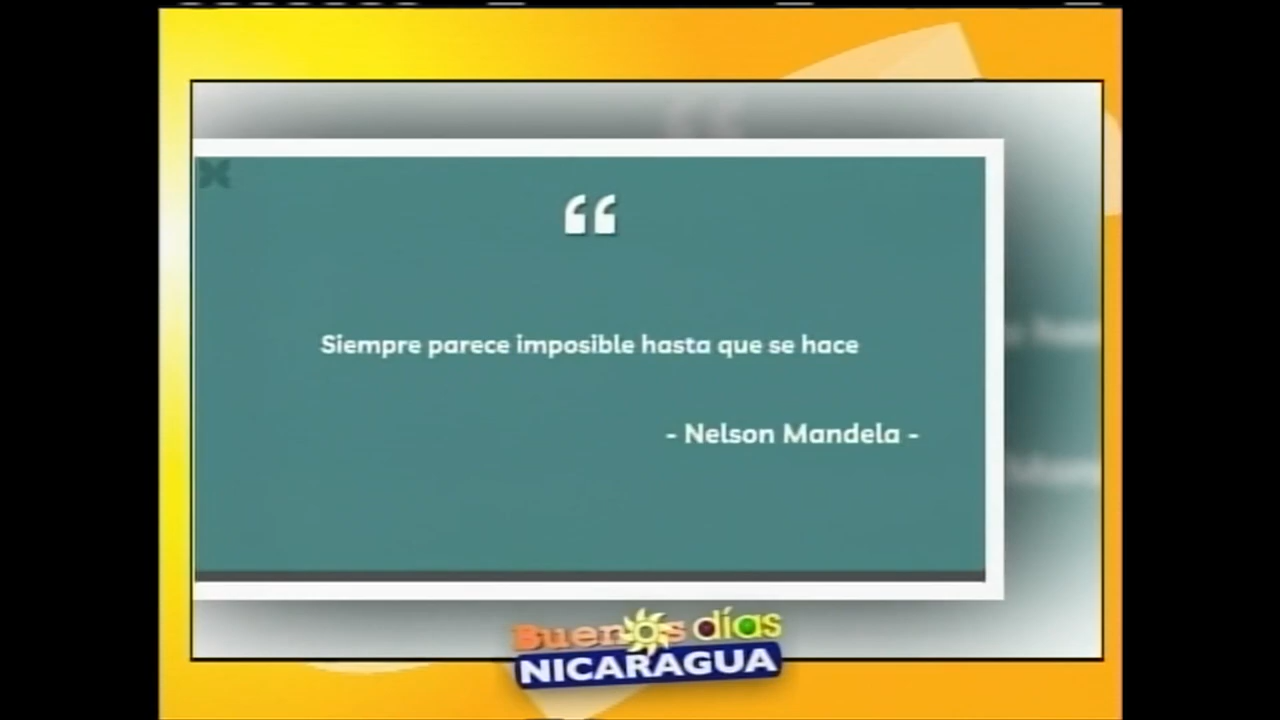 “
Siempre parece imposible hasta que se hace
- Nelson Mandela -
Buenos días
NICARAGUA